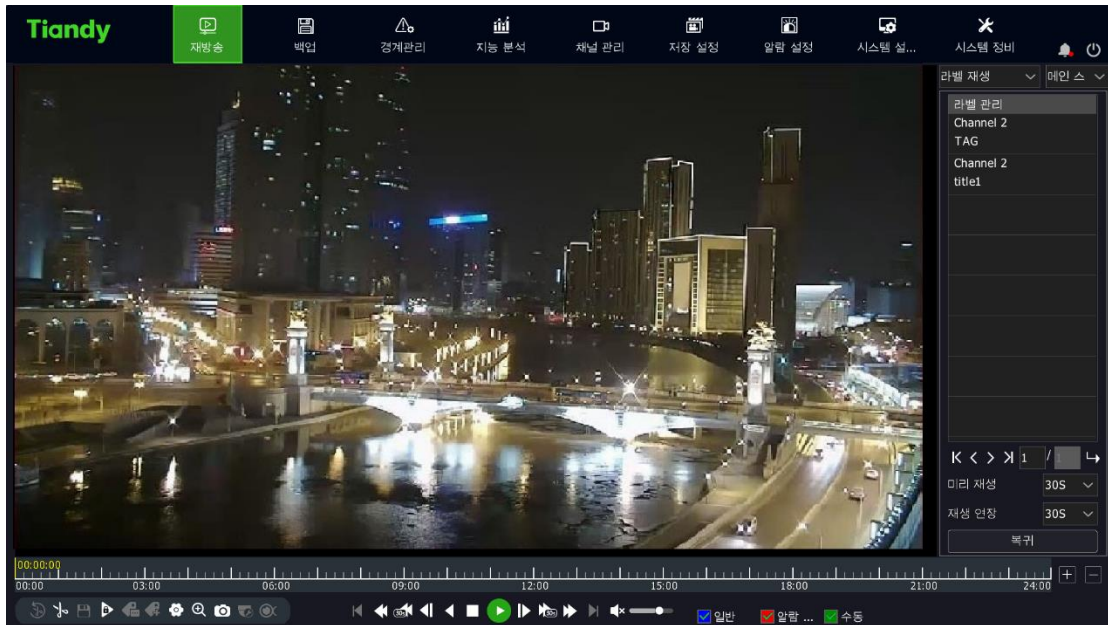 Tiandy
재방송
백업
경계관리
지능 분석
채널 관리
저장 설정
알람 설정
시스템 설...
시스템 정비
라벨 재생
메인 스
라벨 관리
Channel 2
TAG
Channel 2
title1
1 /
미리 재생
30S
재생 연장
30S
복귀
00:00:00
00:00 03:00 06:00 09:00 12:00 15:00 18:00 21:00 24:00
30s
30s
일반
알람 ...
수동